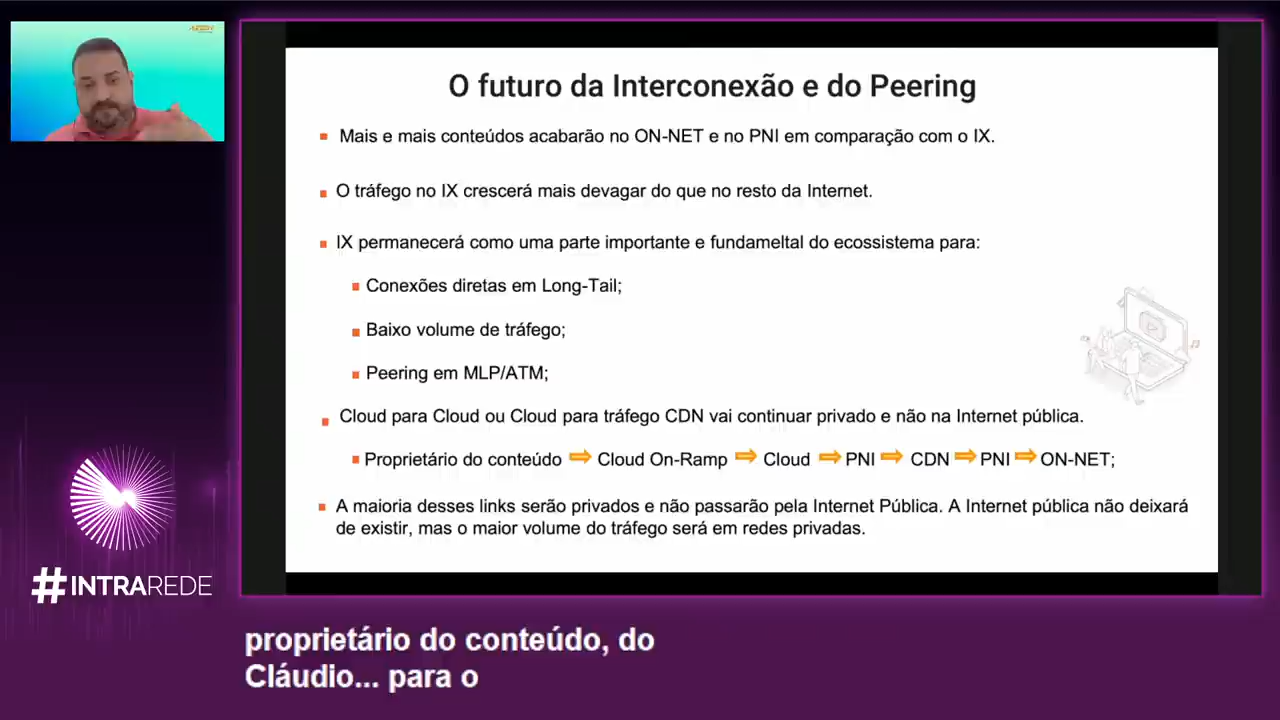 O futuro da Interconexão e do Peering
Mais e mais conteúdos acabarão no ON-NET e no PNI em comparação com o IX.
O tráfego no IX crescerá mais devagar do que no resto da Internet.
IX permanecerá como uma parte importante e fundameltal do ecossistema para:
Conexões diretas em Long-Tail;
Baixo volume de tráfego;
Peering em MLP/ATM;
Cloud para Cloud ou Cloud para tráfego CDN vai continuar privado e não na Internet pública.
Proprietário do conteúdo ⇨ Cloud On-Ramp ⇨ Cloud ⇨ PNI ⇨ CDN ⇨ PNI ⇨ ON-NET;
A maioria desses links serão privados e não passarão pela Internet Pública. A Internet pública não deixará
de existir, mas o maior volume do tráfego será em redes privadas.
#INTRAREDE
proprietário do conteúdo, do
Cláudio... para o